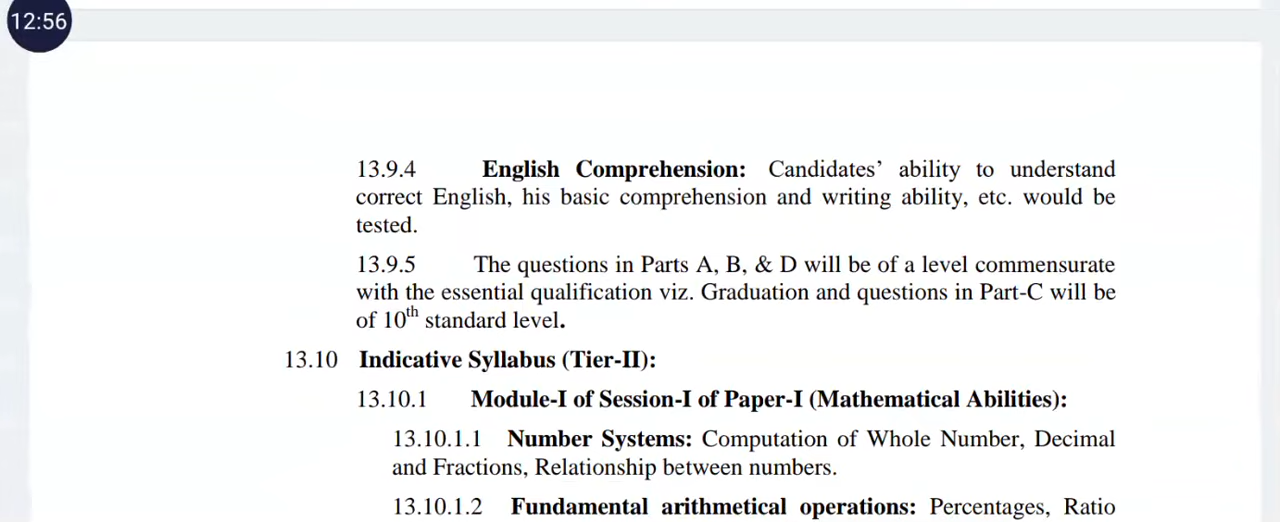 12:56
13.9.4 English Comprehension: Candidates’ ability to understand
correct English, his basic comprehension and writing ability, etc. would be
tested.
13.9.5 The questions in Parts A, B, & D will be of a level commensurate
with the essential qualification viz. Graduation and questions in Part-C will be
of 10th standard level.
13.10 Indicative Syllabus (Tier-II):
13.10.1 Module-I of Session-I of Paper-I (Mathematical Abilities):
13.10.1.1 Number Systems: Computation of Whole Number, Decimal
and Fractions, Relationship between numbers.
13.10.1.2 Fundamental arithmetical operations: Percentages, Ratio